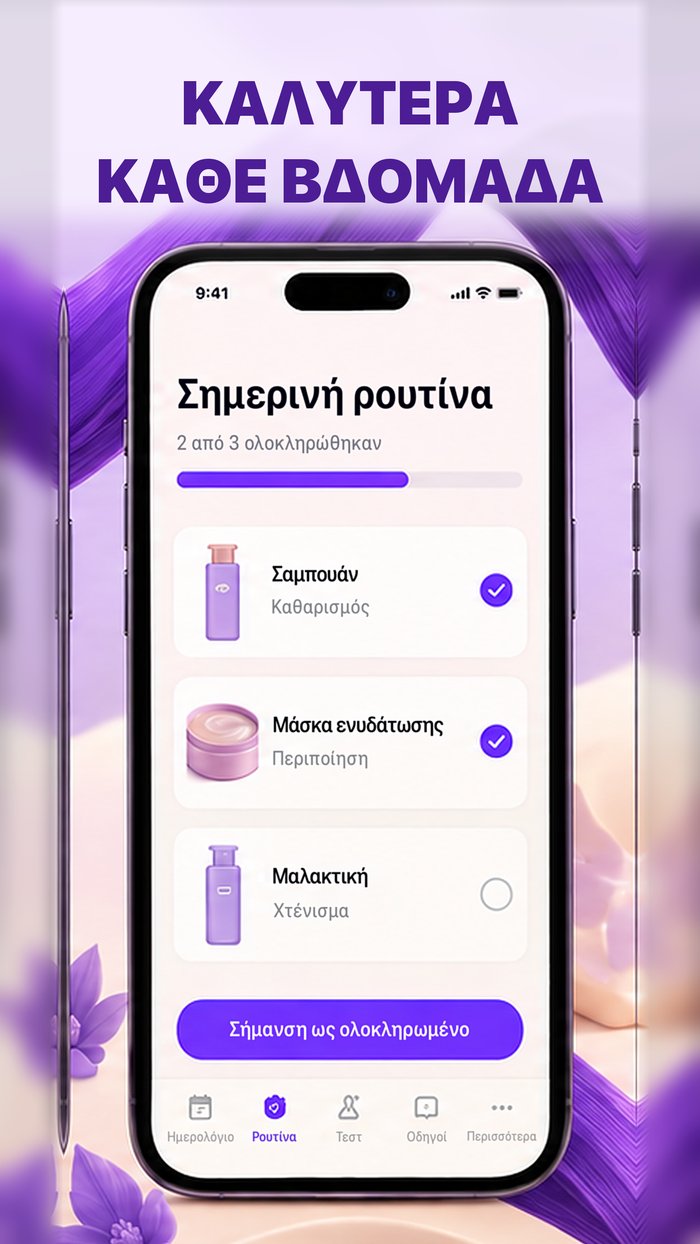 ΚΑΛΥΤΕΡΑ
ΚΑΘΕ ΒΔΟΜΑΔΑ
9:41
Σημερινή ρουτίνα
2 από 3 ολοκληρώθηκαν
Σαμπουάν
Καθαρισμός
Μάσκα ενυδάτωσης
Περιποίηση
Μαλακτική
Χτένισμα
Σήμανση ως ολοκληρωμένο
Ημερολόγιο Ρουτίνα Τεστ Οδηγοί Περισσότερα